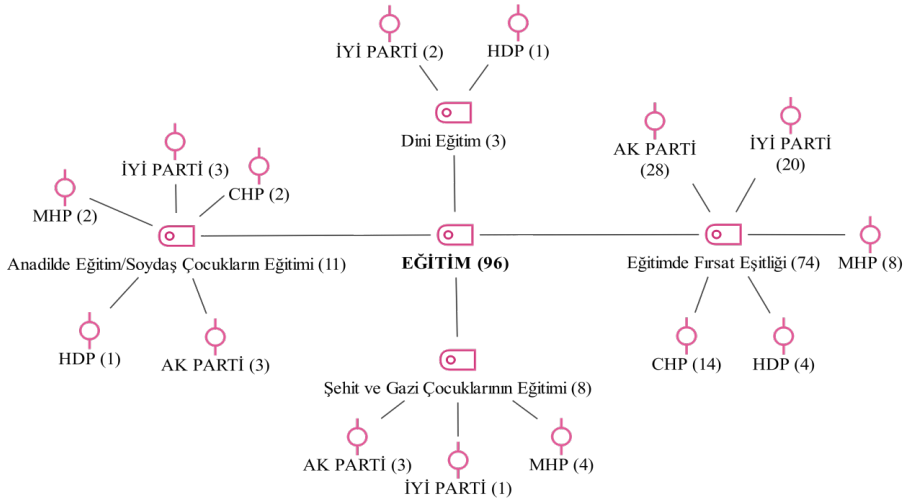 İYİ PARTİ (2)
HDP (1)
Dini Eğitim (3)
AK PARTİ
(28)
İYİ PARTİ
(20)
İYİ PARTİ (3)
CHP (2)
MHP (2)
Anadilde Eğitim/Soydaş Çocukların Eğitimi (11)
EĞİTİM (96)
Eğitimde Fırsat Eşitliği (74)
MHP (8)
HDP (1)
AK PARTİ (3)
CHP (14)
HDP (4)
Şehit ve Gazi Çocuklarının Eğitimi (8)
AK PARTİ (3)
İYİ PARTİ (1)
MHP (4)